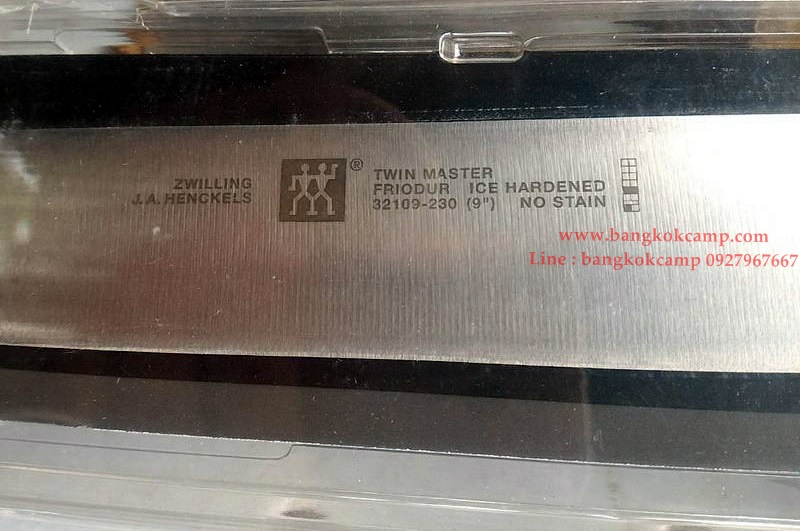 ZWILLING
J.A. HENCKELS
®
TWIN MASTER
FRIODUR ICE HARDENED
32109-230 (9") NO STAIN
www.bangkokcamp.com
Line : bangkokcamp 0927967667